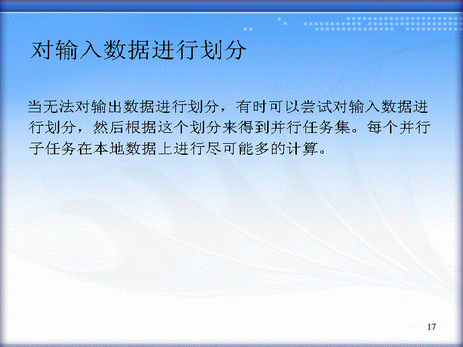 对输入数据进行划分
当无法对输出数据进行划分，有时可以尝试对输入数据进
行划分，然后根据这个划分来得到并行任务集。每个并行
子任务在本地数据上进行尽可能多的计算。
17